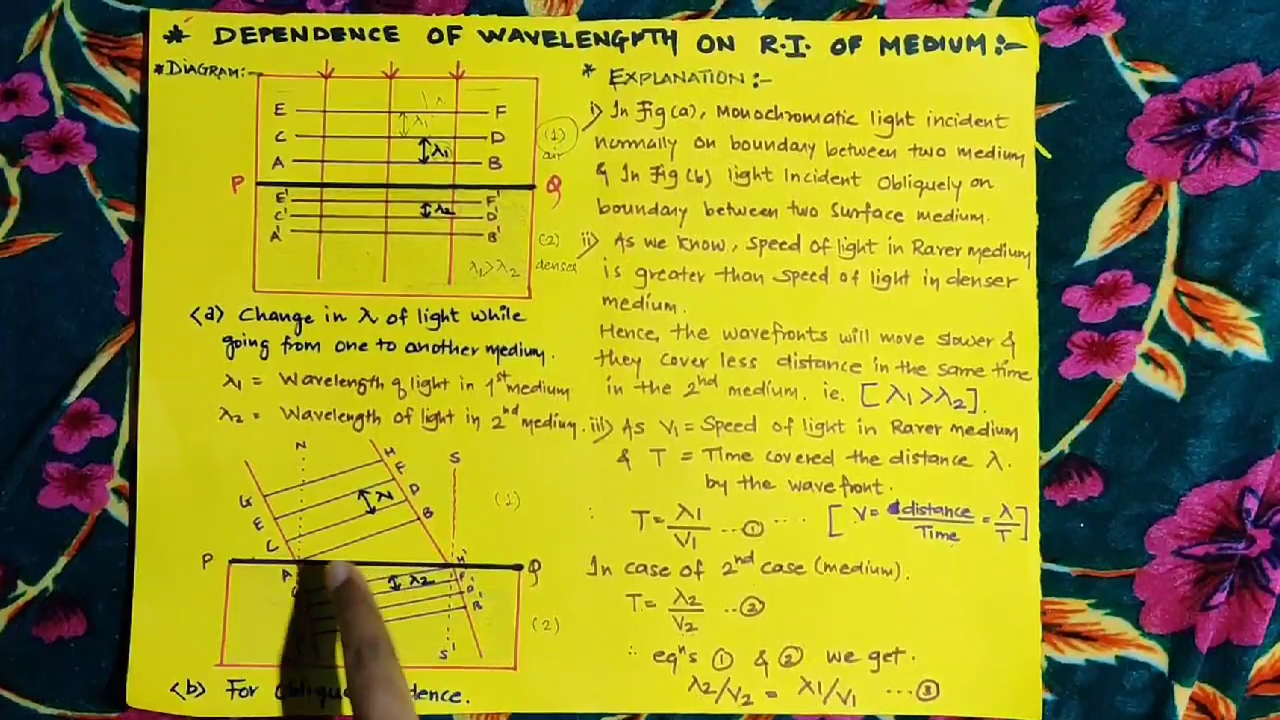 * DEPENDENCE OF WAVELENGTH ON R.I. OF MEDIUM:-
* DIAGRAM:-
E F
C λ1 D
A λ1 B
(1)
air
P Q
E' F'
C' λ2 D'
A' B'
(2)
denser
λ1>λ2
(a) Change in λ of light while
going from one to another medium.
λ1 = Wavelength of light in 1st medium
λ2 = Wavelength of light in 2nd medium.
N S
H
G F
E λ1 D
C B
(1)
P Q
A H'
λ2 F'
D'
B'
(2)
S'
(b) For
* EXPLANATION:-
i) In Fig(a), Monochromatic light incident
normally on boundary between two medium
& In Fig(b) light Incident Obliquely on
boundary between two Surface medium.
ii) As we know, Speed of light in Rarer medium
is greater than speed of light in denser
medium.
Hence, the wavefronts will move slower &
they cover less distance in the same time
in the 2nd medium. ie. [λ1>λ2].
iii) As V1 = Speed of light in Rarer medium
& T = Time covered the distance λ.
by the wavefront.
∴ T = λ1/V1 ...① .... [V = distance/Time = λ/T]
In case of 2nd case (medium).
T = λ2/V2 ..②
∴ eqn's ① & ② we get.
λ2/V2 = λ1/V1 ...③